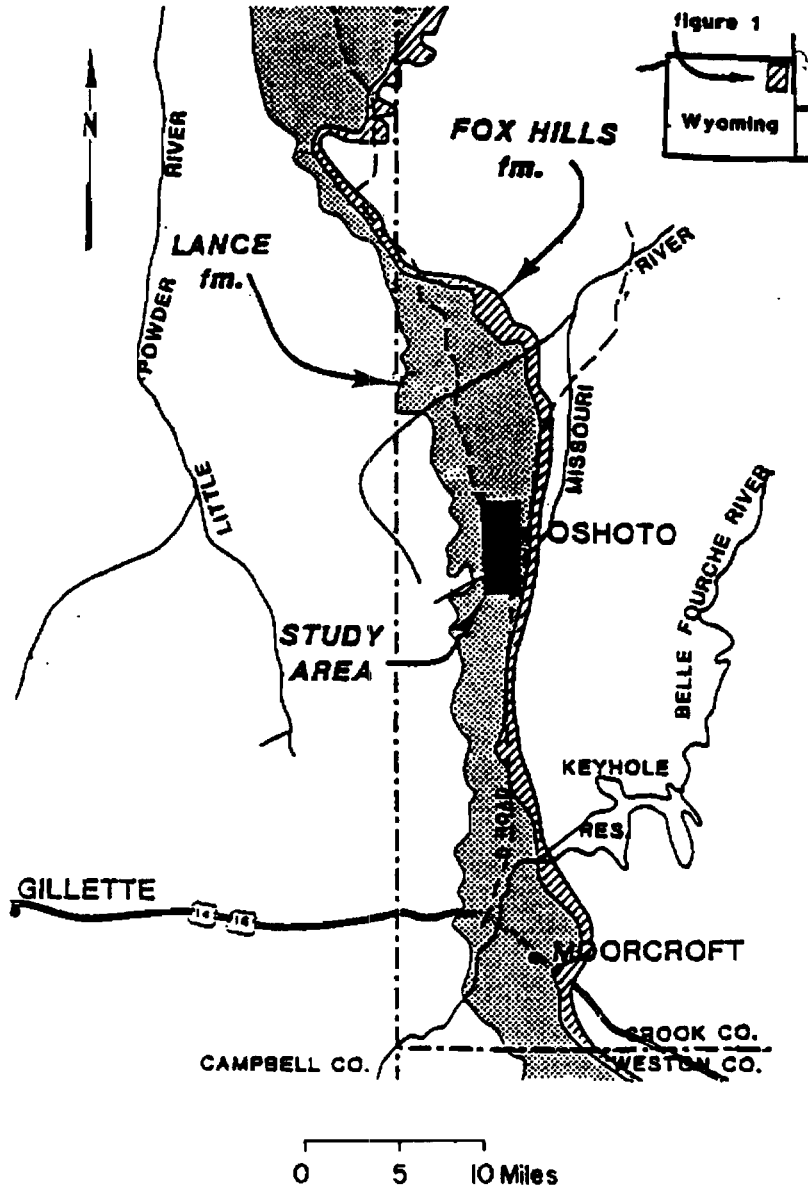 figure 1
Wyoming
N
FOX HILLS
fm.
LANCE
fm.
POWDER
RIVER
LITTLE
MISSOURI
RIVER
OSHOTO
STUDY
AREA
BELLE FOURCHE RIVER
KEYHOLE
RES.
ROAD
GILLETTE
14
16
MOORCROFT
CROOK CO.
CAMPBELL CO.
WESTON CO.
0 5 10 Miles